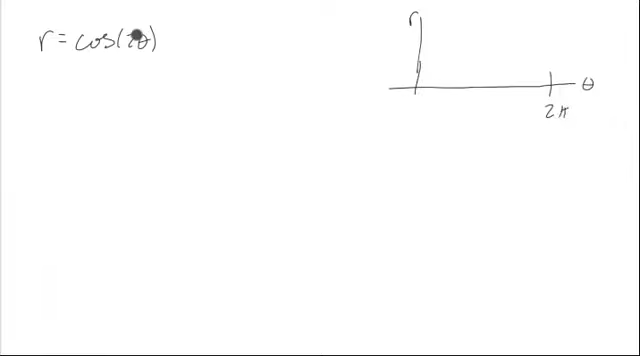 r = cos(2θ)
r
θ
2π